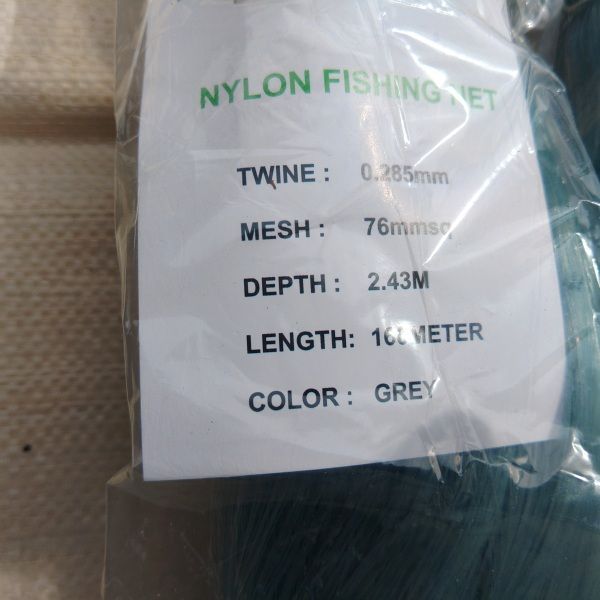 NYLON FISHING NET
TWINE : 0.285mm
MESH : 76mmsq
DEPTH : 2.43M
LENGTH:
COLOR : GREY